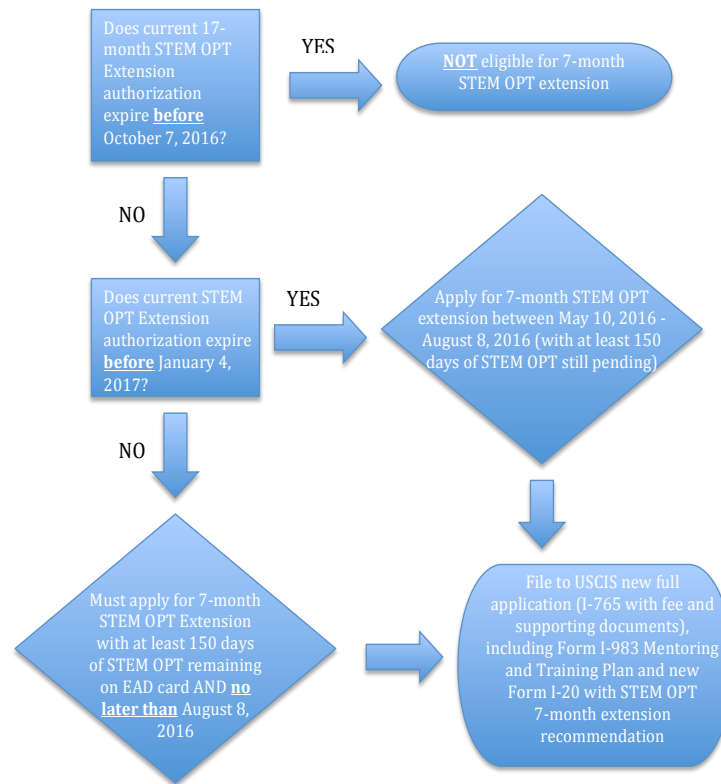 Does current 17-
month STEM OPT
Extension
authorization
expire before
October 7, 2016?
YES
NOT eligible for 7-month
STEM OPT extension
NO
Does current STEM
OPT Extension
authorization expire
before January 4,
2017?
YES
Apply for 7-month STEM OPT
extension between May 10, 2016 -
August 8, 2016 (with at least 150
days of STEM OPT still pending)
NO
Must apply for 7-month
STEM OPT Extension
with at least 150 days
of STEM OPT remaining
on EAD card AND no
later than August 8,
2016
File to USCIS new full
application (I-765 with fee and
supporting documents),
including Form I-983 Mentoring
and Training Plan and new
Form I-20 with STEM OPT
7-month extension
recommendation